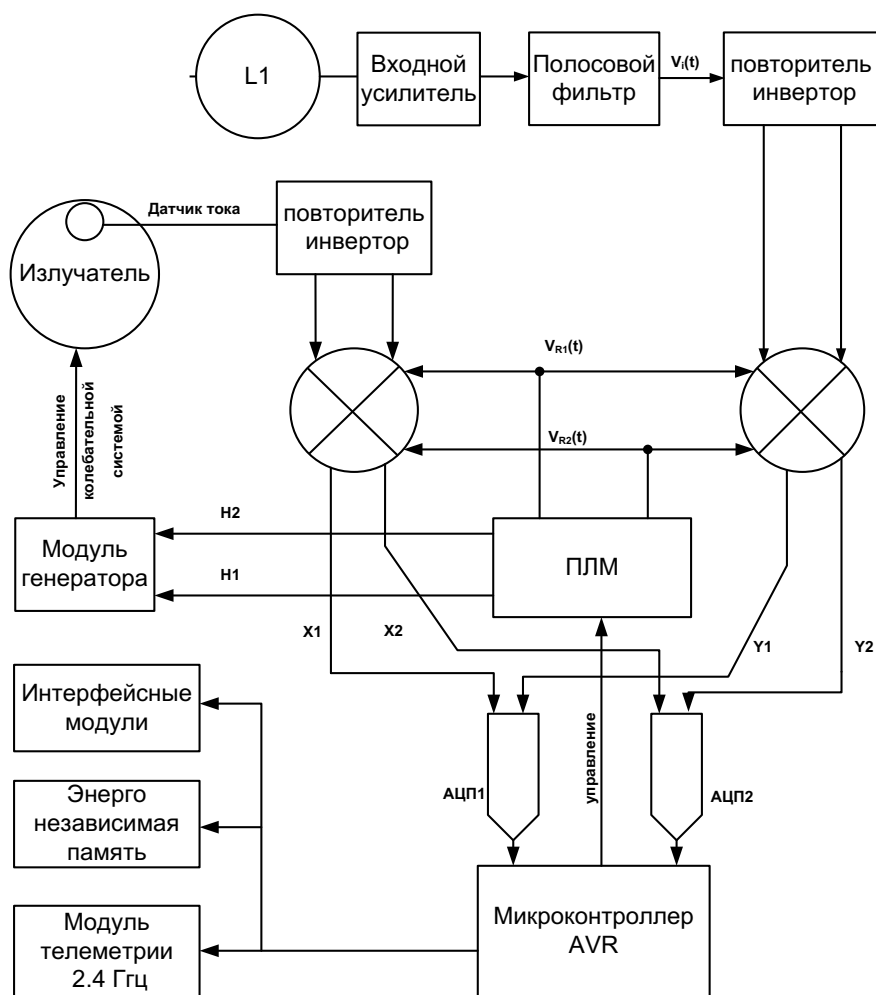 L1
Входной
усилитель
Полосовой
фильтр
Vi(t)
повторитель
инвертор
Датчик тока
повторитель
инвертор
Излучатель
VR1(t)
VR2(t)
Управление
колебательной
системой
Модуль
генератора
H2
H1
ПЛМ
X1
X2
Y1
Y2
Интерфейсные
модули
управление
АЦП1
АЦП2
Энерго
независимая
память
Модуль
телеметрии
2.4 Ггц
Микроконтроллер
AVR